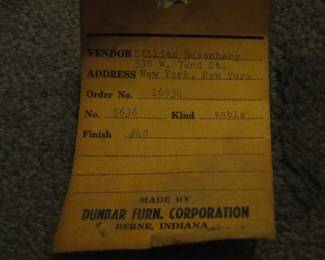 VENDOR Lillian Rosenberg
330 W. 72nd St.
ADDRESS New York, New York
Order No. 16934
No. 5636 Kind table
Finish #40
MADE BY
DUNBAR FURN. CORPORATION
BERNE, INDIANA